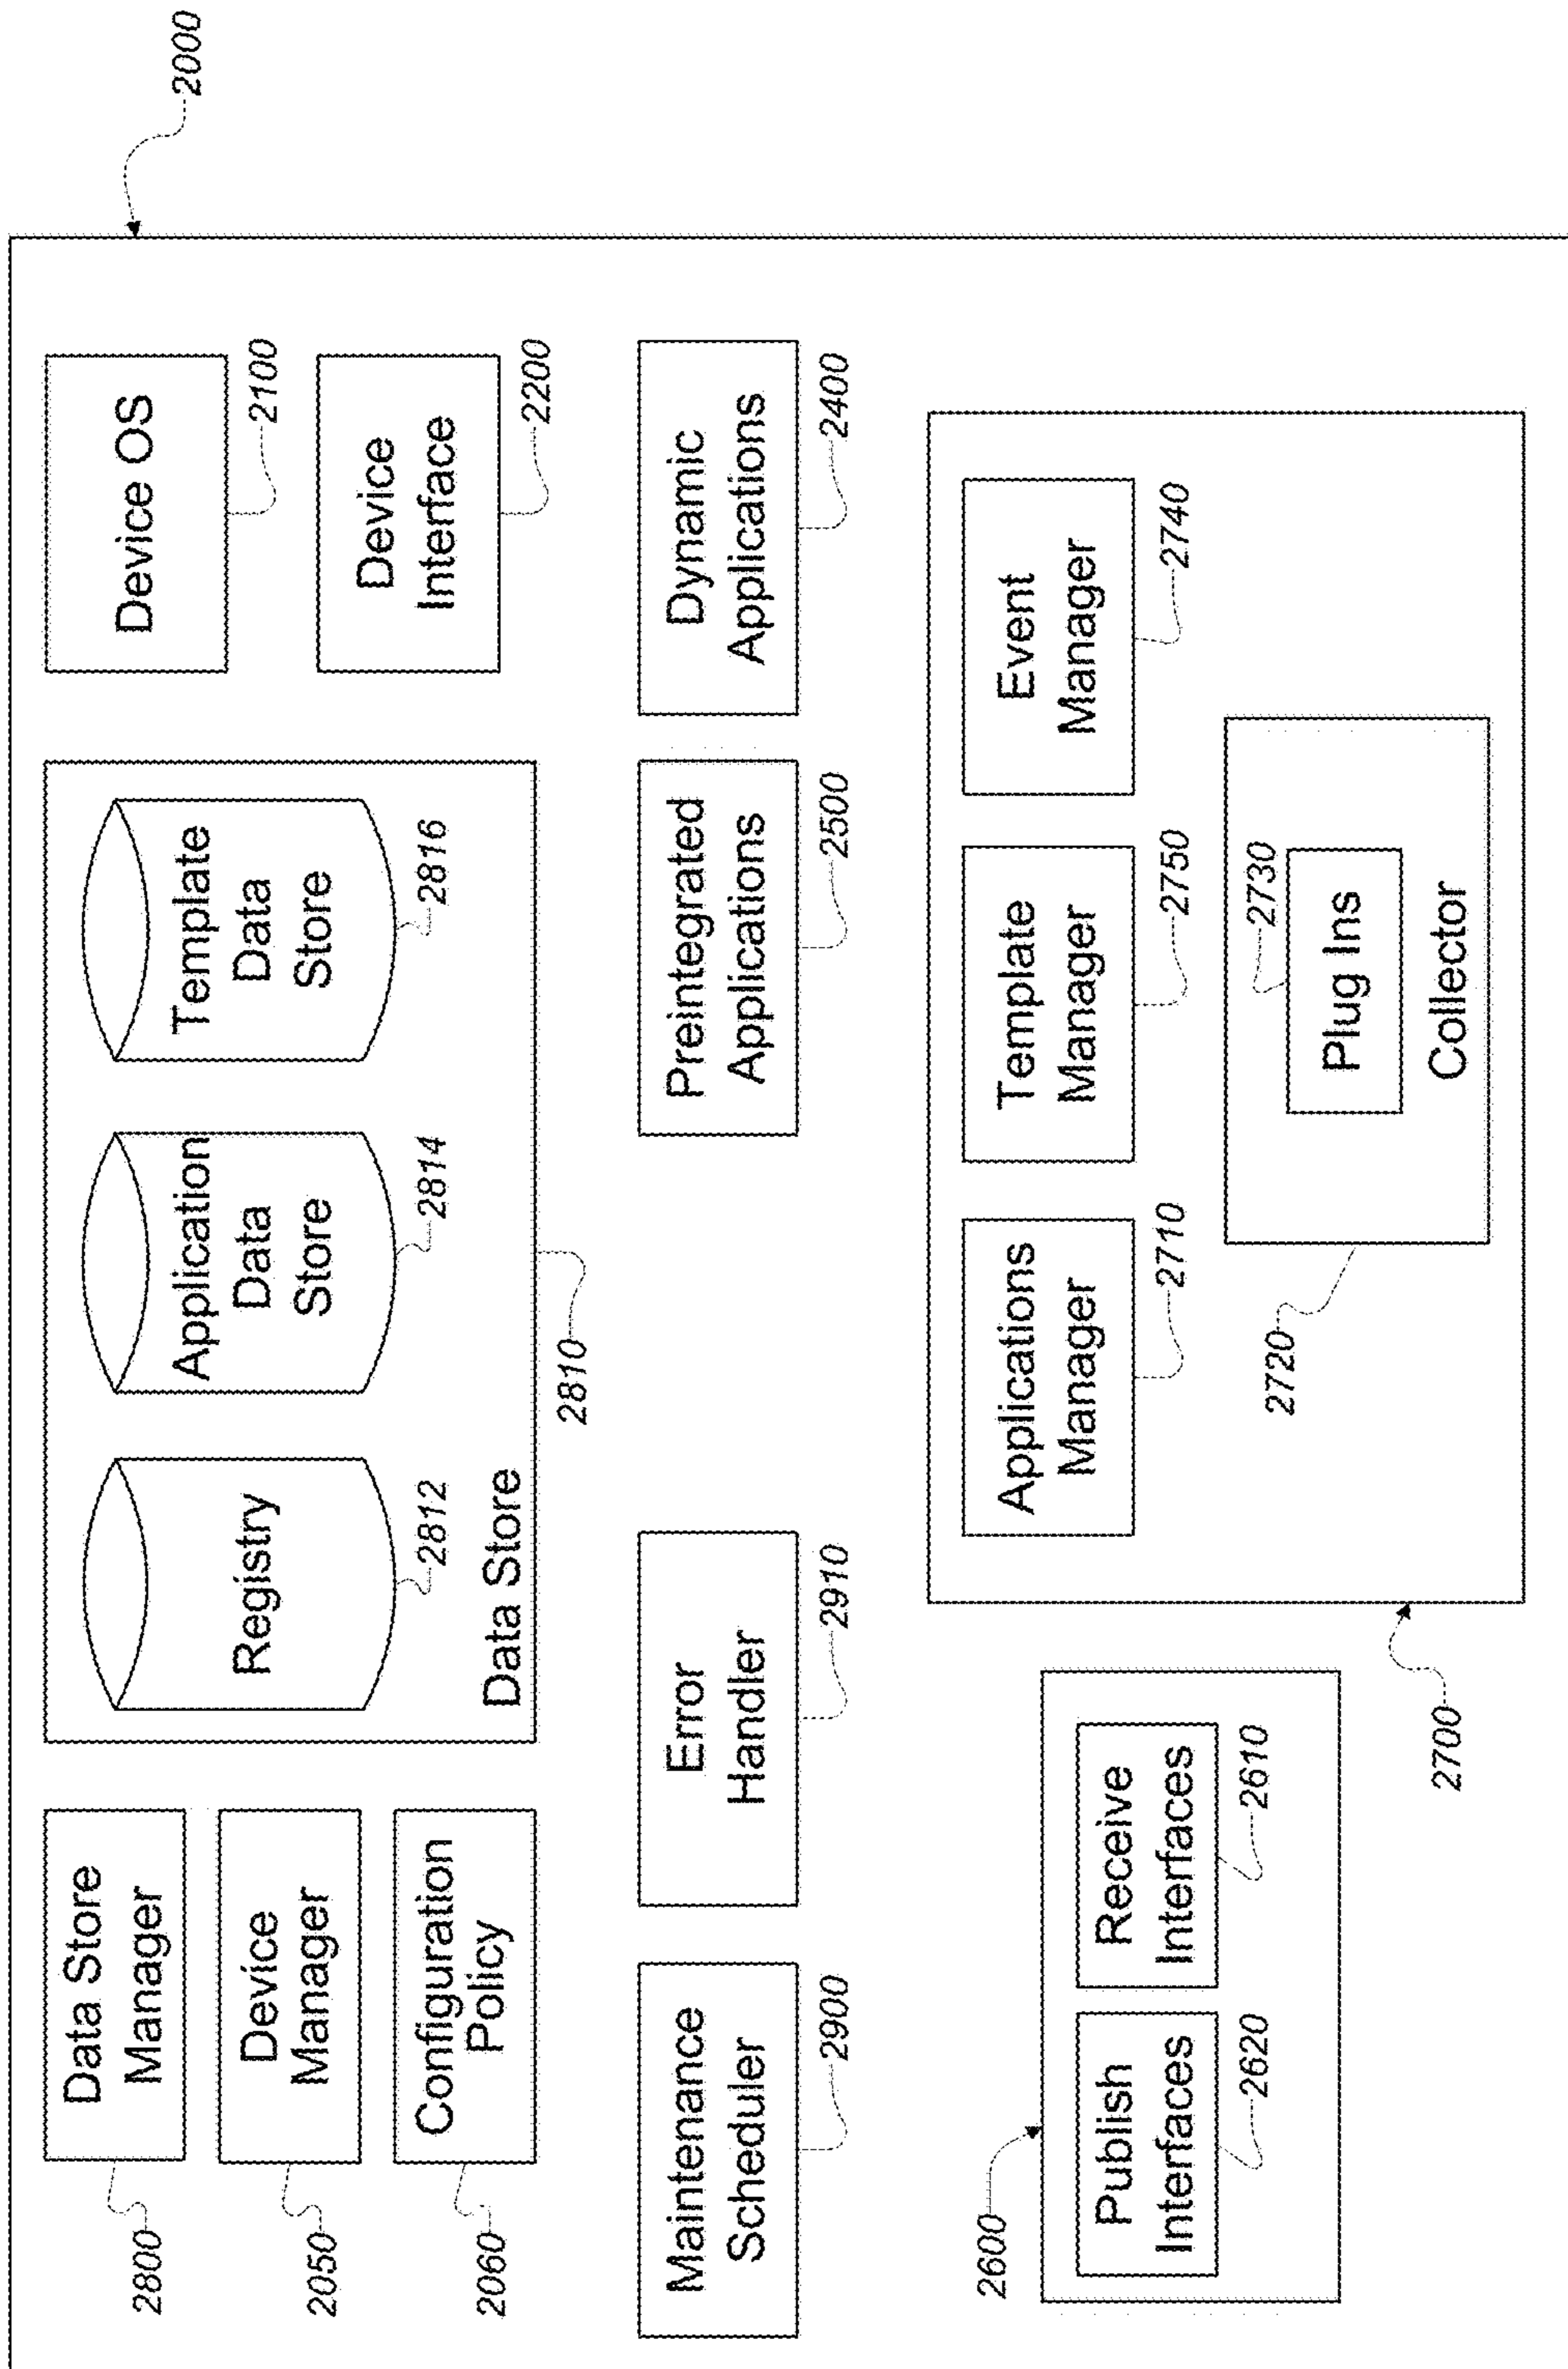 2000
Data Store
Manager
2800
Device
Manager
2050
Configuration
Policy
2060
Registry
2812
Application
Data
Store
2814
Template
Data
Store
2816
Data Store
2810
Device OS
2100
Device
Interface
2200
Maintenance
Scheduler
2900
Error
Handler
2910
Preintegrated
Applications
2500
Dynamic
Applications
2400
2600
Publish
Interfaces
2620
Receive
Interfaces
2610
2700
Applications
Manager
2710
Template
Manager
2750
Event
Manager
2740
2720
Plug Ins
2730
Collector